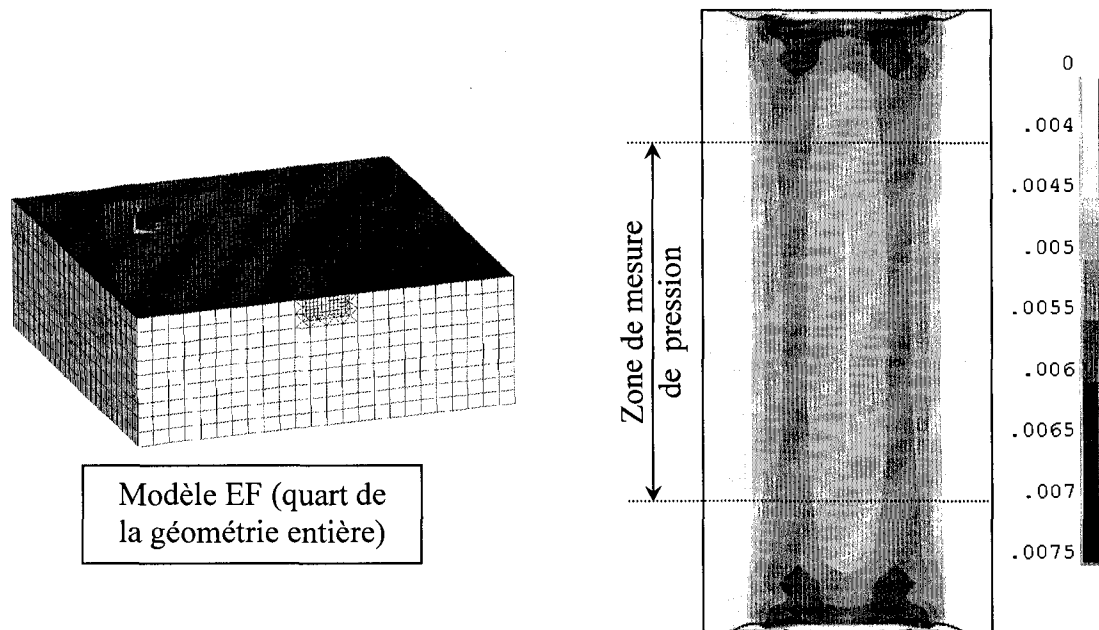 Modèle EF (quart de
la géométrie entière)
Zone de mesure
de pression
0
.004
.0045
.005
.0055
.006
.0065
.007
.0075